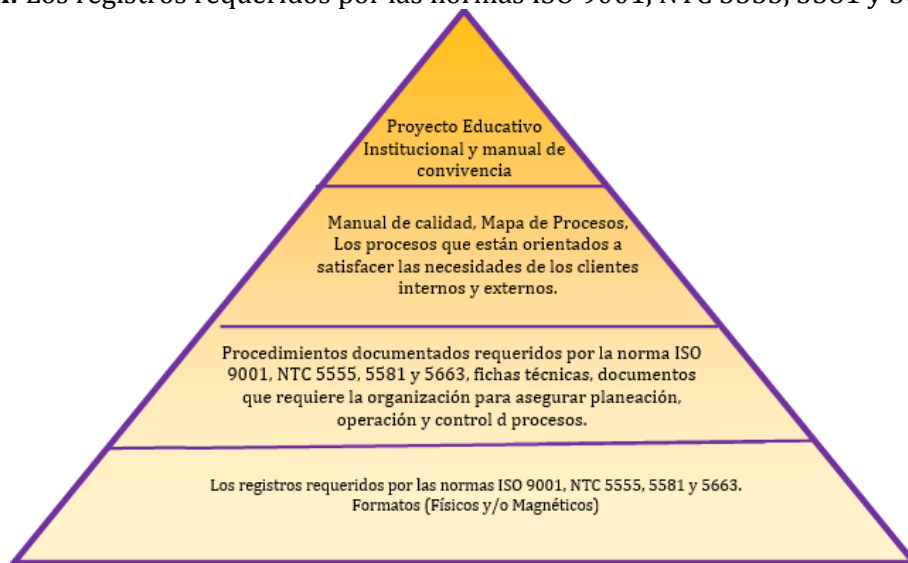 Los registros requeridos por las normas ISO 9001, NTC 5555, 5581 y
Proyecto Educativo
Institucional y manual de
convivencia
Manual de calidad, Mapa de Procesos,
Los procesos que están orientados a
satisfacer las necesidades de los clientes
internos y externos.
Procedimientos documentados requeridos por la norma ISO
9001, NTC 5555, 5581 y 5663, fichas técnicas, documentos
que requiere la organización para asegurar planeación,
operación y control d procesos.
Los registros requeridos por las normas ISO 9001, NTC 5555, 5581 y 5663.
Formatos (Físicos y/o Magnéticos)